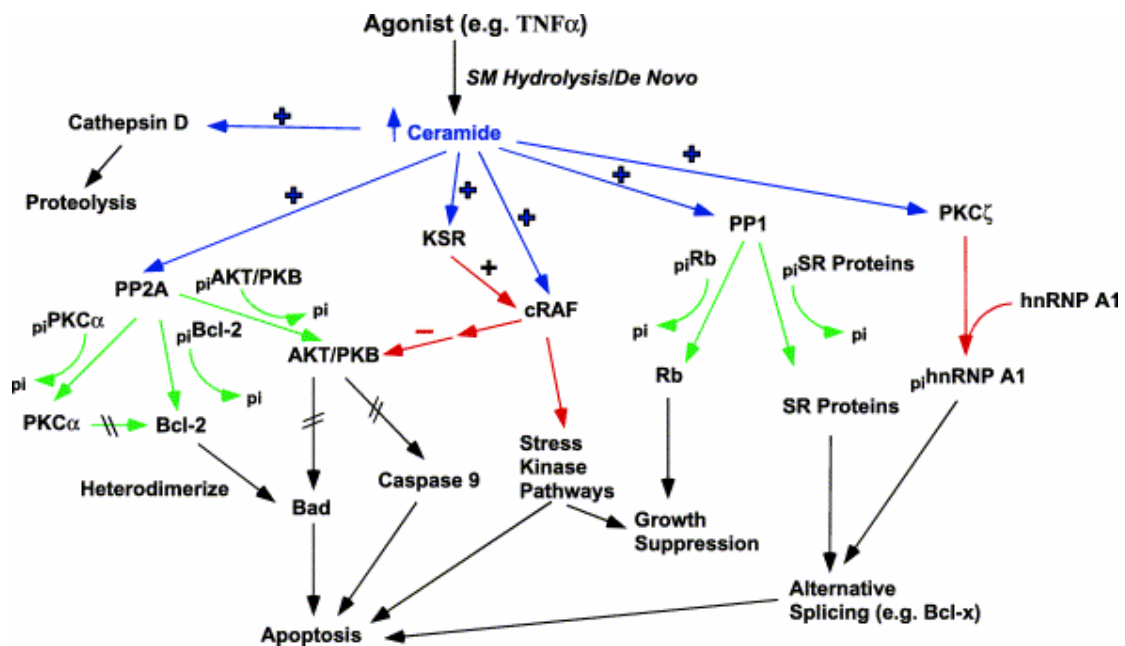 Agonist (e.g. TNFα)
SM Hydrolysis/De Novo
Cathepsin D
+
Ceramide
+
+
+
+
+
+
Proteolysis
KSR
PP1
PKCζ
+
piRb
piSR Proteins
piAKT/PKB
PP2A
pi
cRAF
hnRNP A1
piPKCα
piBcl-2
pi
pi
−
AKT/PKB
pi
pi
Rb
pihnRNP A1
SR Proteins
PKCα
Bcl-2
Stress
Kinase
Pathways
Heterodimerize
Caspase 9
Bad
Growth
Suppression
Alternative
Splicing (e.g. Bcl-x)
Apoptosis